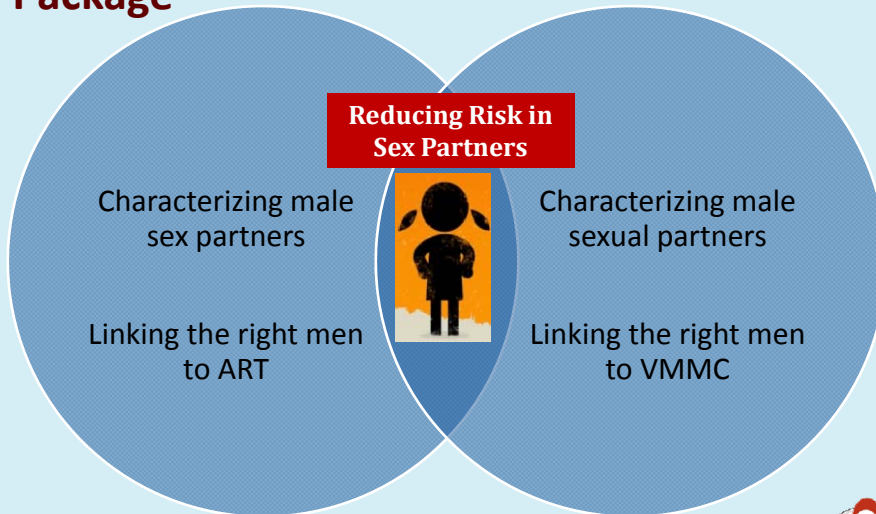 Package
Reducing Risk in
Sex Partners
Characterizing male
sex partners
Linking the right men
to ART
Characterizing male
sexual partners
Linking the right men
to VMMC